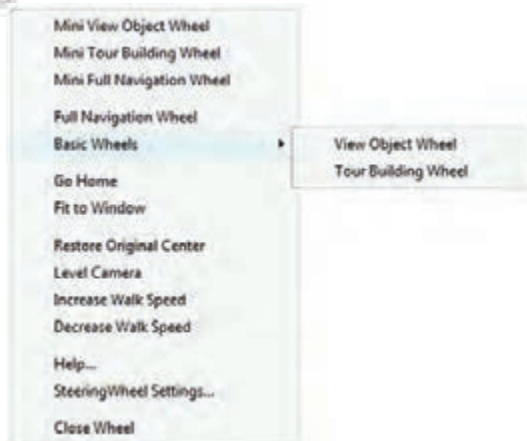 Mini View Object Wheel
Mini Tour Building Wheel
Mini Full Navigation Wheel
Full Navigation Wheel
Basic Wheels
View Object Wheel
Tour Building Wheel
Go Home
Fit to Window
Restore Original Center
Level Camera
Increase Walk Speed
Decrease Walk Speed
Help...
SteeringWheel Settings...
Close Wheel